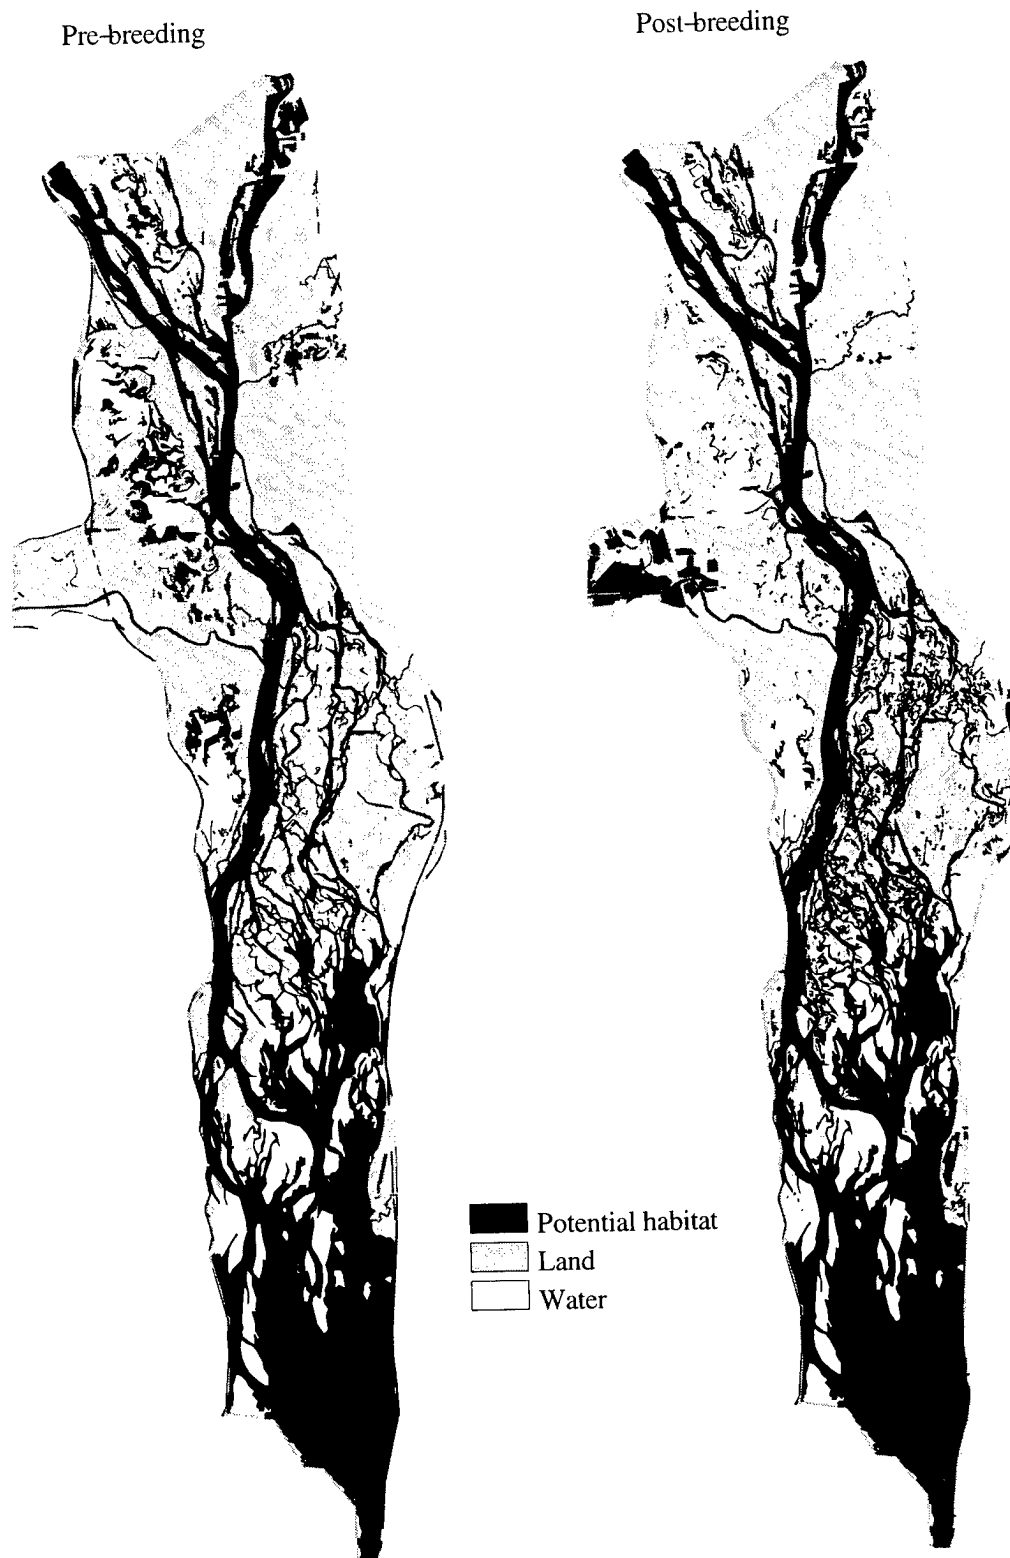 Pre-breeding
Post-breeding
Potential habitat
Land
Water